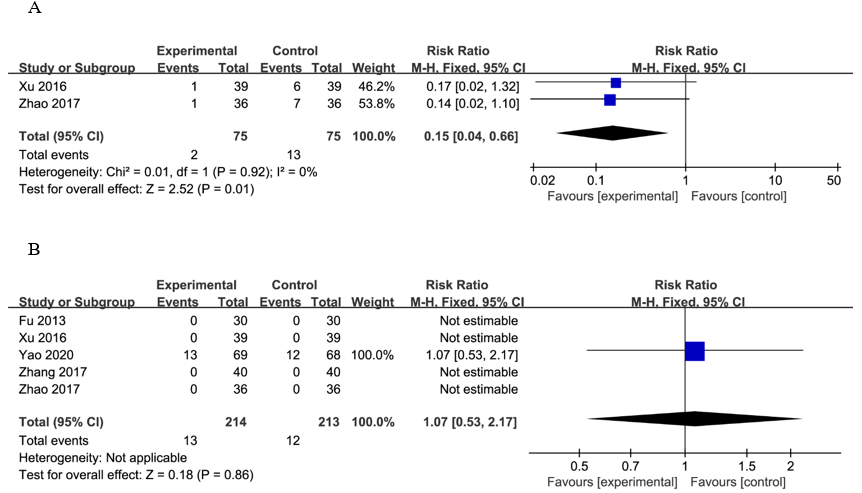 A
Experimental Control Risk Ratio Risk Ratio
Study or Subgroup Events Total Events Total Weight M-H, Fixed, 95% CI M-H, Fixed, 95% CI
Xu 2016 1 39 6 39 46.2% 0.17 [0.02, 1.32]
Zhao 2017 1 36 7 36 53.8% 0.14 [0.02, 1.10]
Total (95% CI) 75 75 100.0% 0.15 [0.04, 0.66]
Total events 2 13
Heterogeneity: Chi² = 0.01, df = 1 (P = 0.92); I² = 0%
Test for overall effect: Z = 2.52 (P = 0.01)
0.02 0.1 1 10 50
Favours [experimental] Favours [control]
B
Experimental Control Risk Ratio Risk Ratio
Study or Subgroup Events Total Events Total Weight M-H, Fixed, 95% CI M-H, Fixed, 95% CI
Fu 2013 0 30 0 30 Not estimable
Xu 2016 0 39 0 39 Not estimable
Yao 2020 13 69 12 68 100.0% 1.07 [0.53, 2.17]
Zhang 2017 0 40 0 40 Not estimable
Zhao 2017 0 36 0 36 Not estimable
Total (95% CI) 214 213 100.0% 1.07 [0.53, 2.17]
Total events 13 12
Heterogeneity: Not applicable
Test for overall effect: Z = 0.18 (P = 0.86)
0.5 0.7 1 1.5 2
Favours [experimental] Favours [control]